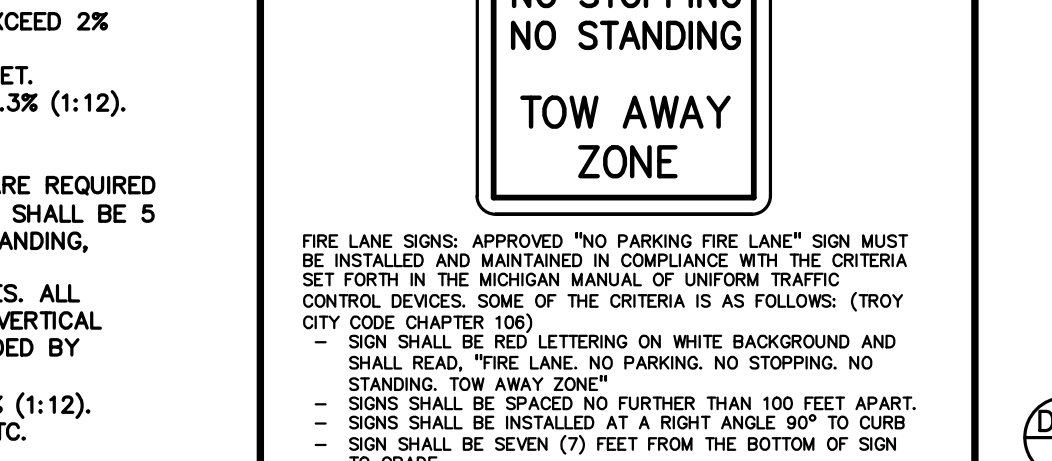 XCEED 2%
ET.
.3% (1:12).
ARE REQUIRED
SHALL BE 5
ANDING,
ES. ALL
VERTICAL
DED BY
% (1:12).
TC.
NO STOPPING
NO STANDING
TOW AWAY
ZONE
FIRE LANE SIGNS: APPROVED "NO PARKING FIRE LANE" SIGN MUST
BE INSTALLED AND MAINTAINED IN COMPLIANCE WITH THE CRITERIA
SET FORTH IN THE MICHIGAN MANUAL OF UNIFORM TRAFFIC
CONTROL DEVICES. SOME OF THE CRITERIA IS AS FOLLOWS: (TROY
CITY CODE CHAPTER 106)
– SIGN SHALL BE RED LETTERING ON WHITE BACKGROUND AND
SHALL READ, "FIRE LANE. NO PARKING. NO STOPPING. NO
STANDING. TOW AWAY ZONE"
– SIGNS SHALL BE SPACED NO FURTHER THAN 100 FEET APART.
– SIGNS SHALL BE INSTALLED AT A RIGHT ANGLE 90° TO CURB
– SIGN SHALL BE SEVEN (7) FEET FROM THE BOTTOM OF SIGN
TO GRADE
D